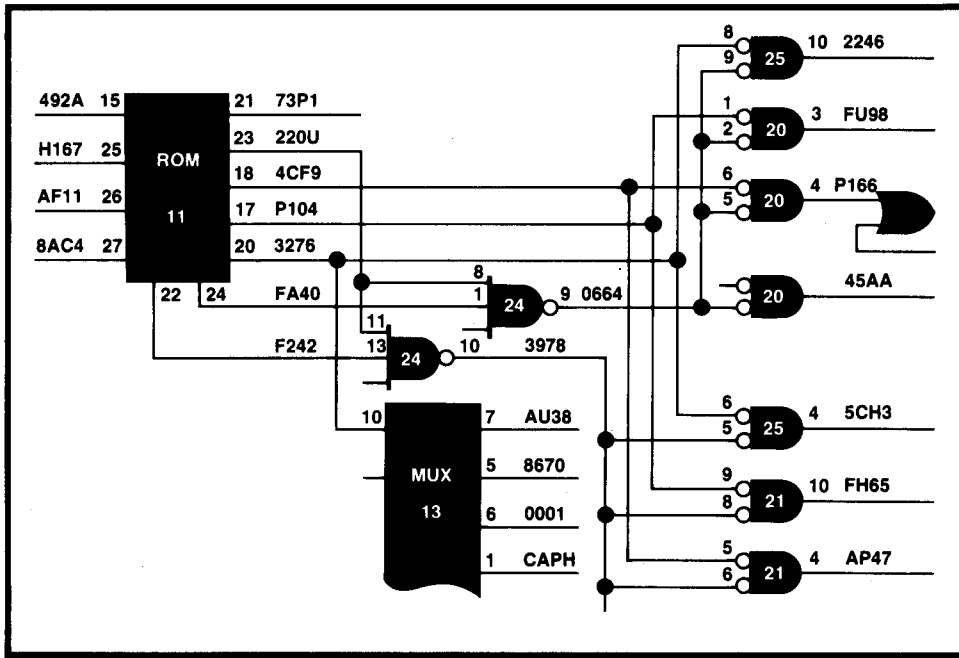 8
10 2246
9
25
492A 15
21 73P1
1
3 FU98
23 220U
2
20
H167 25
ROM
18 4CF9
6
4 P166
AF11 26
11
17 P104
5
20
8AC4 27
20 3276
22
24
FA40
8
1
24
9 0664
20
45AA
11
F242
13
24
10
3978
10
7 AU38
6
4 5CH3
5
25
MUX
5 8670
13
9
10 FH65
6 0001
8
21
1 CAPH
5
4 AP47
6
21